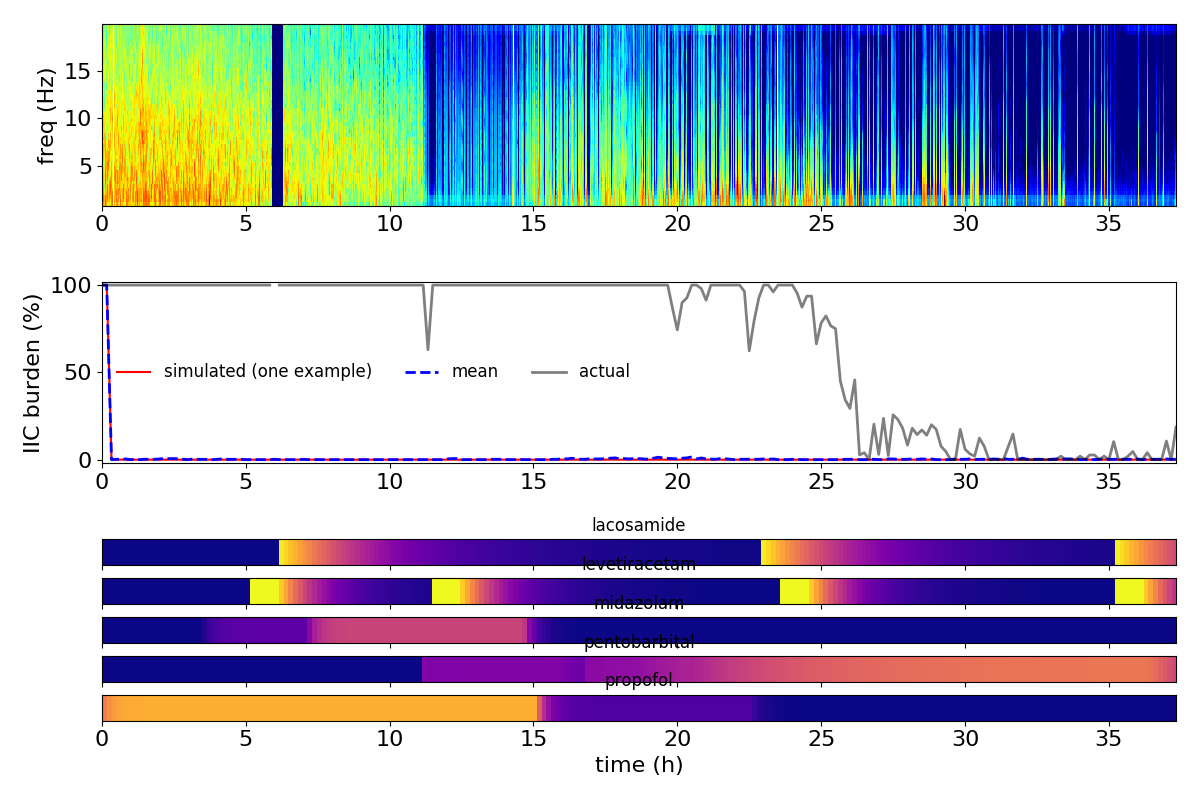 freq (Hz)
15
10
5
0 5 10 15 20 25 30 35
IIC burden (%)
100
50
0
simulated (one example) mean actual
0 5 10 15 20 25 30 35
lacosamide
levetiracetam
midazolam
pentobarbital
propofol
0 5 10 15 20 25 30 35
time (h)